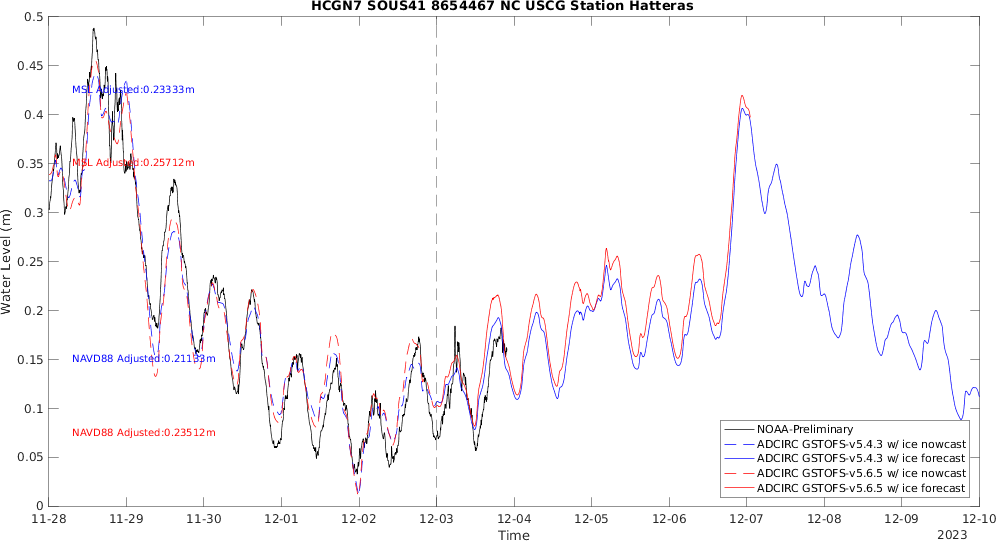 HCGN7 SOUS41 8654467 NC USCG Station Hatteras
0.5
0.45
0.4
0.35
0.3
0.25
0.2
0.15
0.1
0.05
0
Water Level (m)
MSL Adjusted:0.23333m
MSL Adjusted:0.25712m
NAVD88 Adjusted:0.21133m
NAVD88 Adjusted:0.23512m
NOAA-Preliminary
ADCIRC GSTOFS-v5.4.3 w/ ice nowcast
ADCIRC GSTOFS-v5.4.3 w/ ice forecast
ADCIRC GSTOFS-v5.6.5 w/ ice nowcast
ADCIRC GSTOFS-v5.6.5 w/ ice forecast
11-28 11-29 11-30 12-01 12-02 12-03 12-04 12-05 12-06 12-07 12-08 12-09 12-10
Time
2023